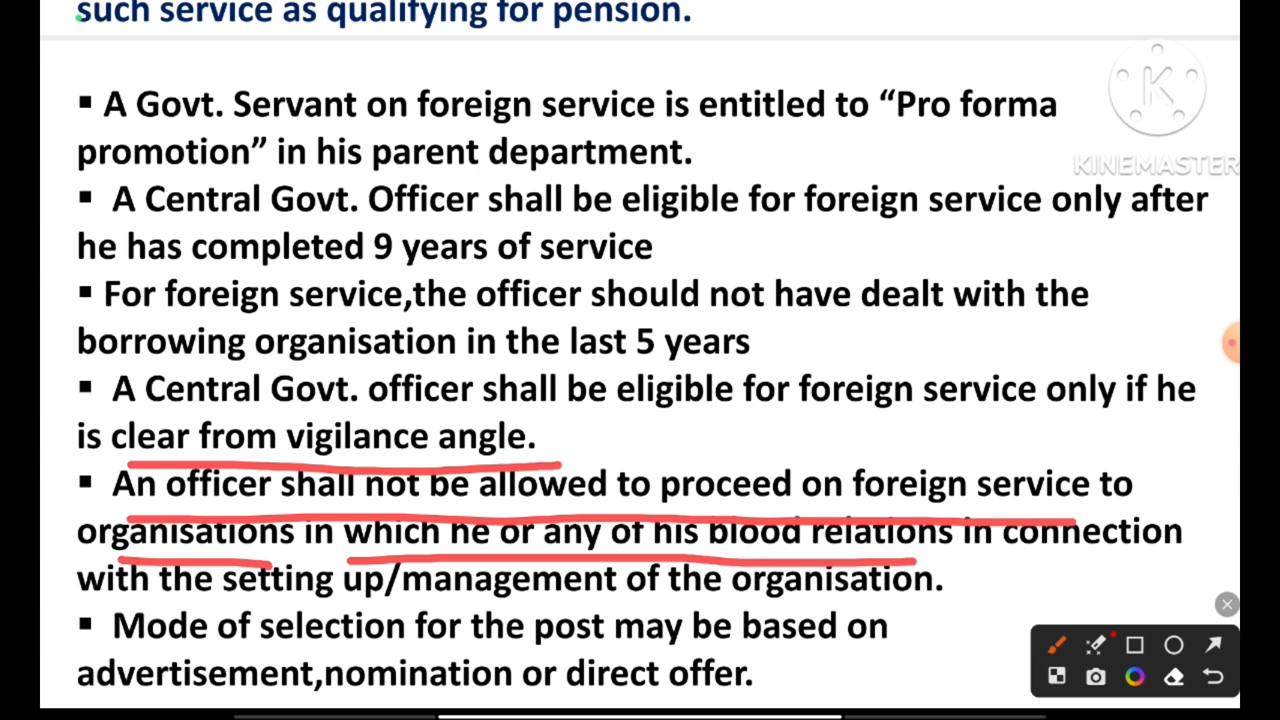 such service as qualifying for pension.
▪ A Govt. Servant on foreign service is entitled to “Pro forma
promotion” in his parent department.
▪ A Central Govt. Officer shall be eligible for foreign service only after
he has completed 9 years of service
▪ For foreign service,the officer should not have dealt with the
borrowing organisation in the last 5 years
▪ A Central Govt. officer shall be eligible for foreign service only if he
is clear from vigilance angle.
▪ An officer shall not be allowed to proceed on foreign service to
organisations in which he or any of his blood relations in connection
with the setting up/management of the organisation.
▪ Mode of selection for the post may be based on
advertisement,nomination or direct offer.
K
KINEMASTER